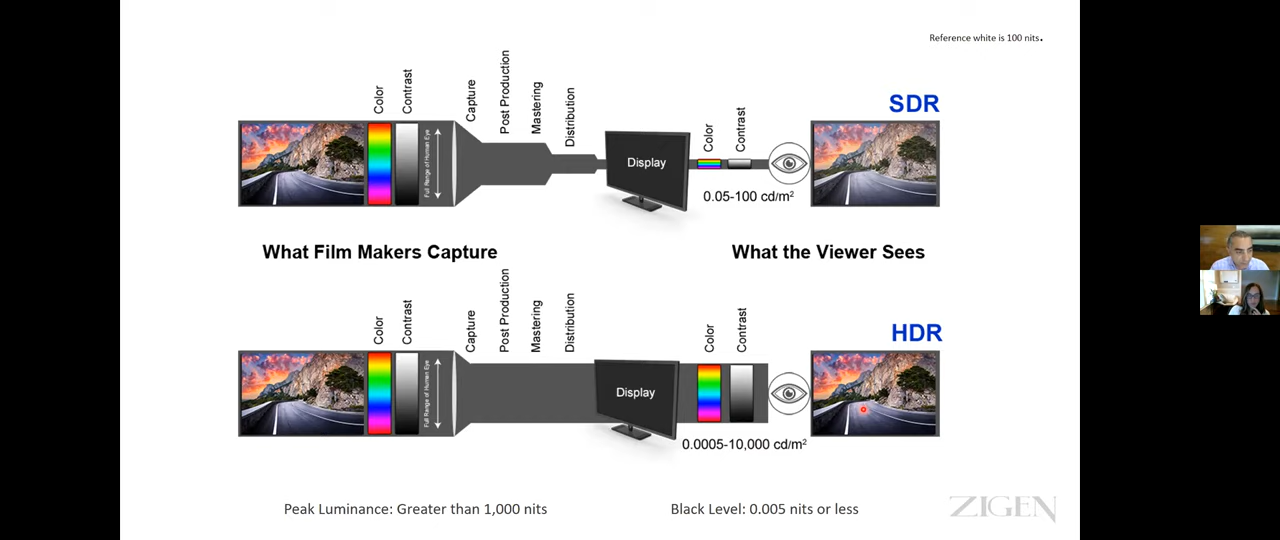 Reference white is 100 nits.
SDR
Color
Contrast
Capture
Post Production
Mastering
Distribution
Full Range of Human Eye
Display
Color
Contrast
0.05-100 cd/m²
What Film Makers Capture
What the Viewer Sees
HDR
Color
Contrast
Capture
Post Production
Mastering
Distribution
Full Range of Human Eye
Display
Color
Contrast
0.0005-10,000 cd/m²
Peak Luminance: Greater than 1,000 nits
Black Level: 0.005 nits or less
ZIGEN